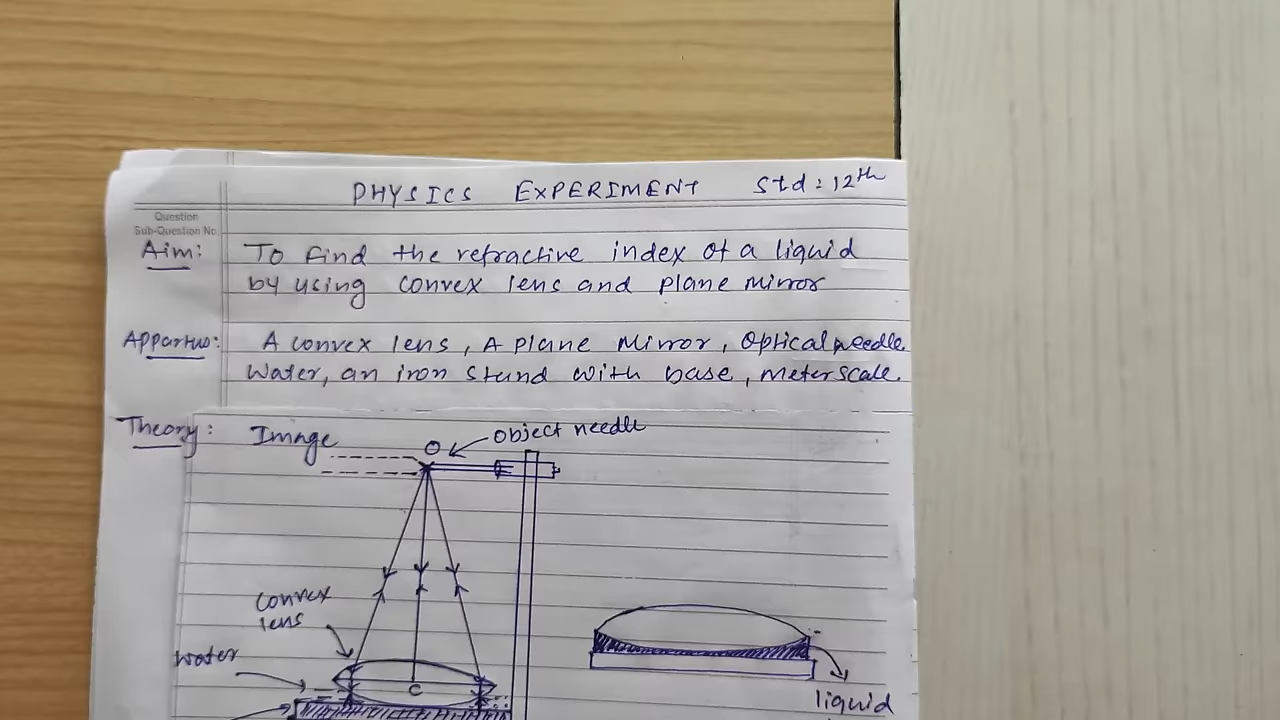 PHYSICS EXPERIMENT Std: 12th
Question
Sub-Question No
Aim: To find the refractive index of a liquid
by using convex lens and plane mirror
Appartus: A convex lens, A plane Mirror, Optical needle
Water, an iron stand with base, meter scale.
Theory: Image
O object needle
convex
lens
water
C
liquid